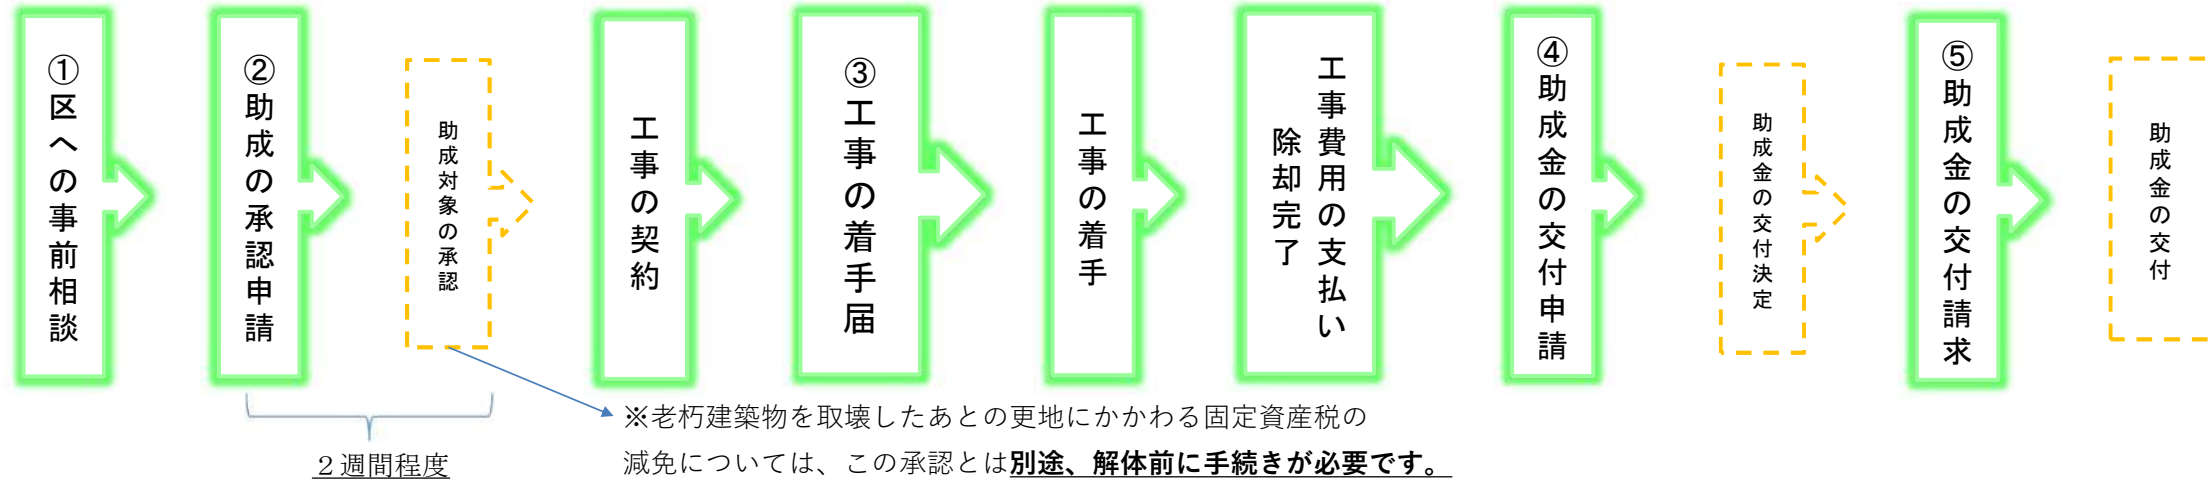 ①区への事前相談
②助成の承認申請
助成対象の承認
工事の契約
③工事の着手届
工事の着手
工事費用の支払い
除却完了
④助成金の交付申請
助成金の交付決定
⑤助成金の交付請求
助成金の交付
２週間程度
※老朽建築物を取壊したあとの更地にかかわる固定資産税の
減免については、この承認とは別途、解体前に手続きが必要です。